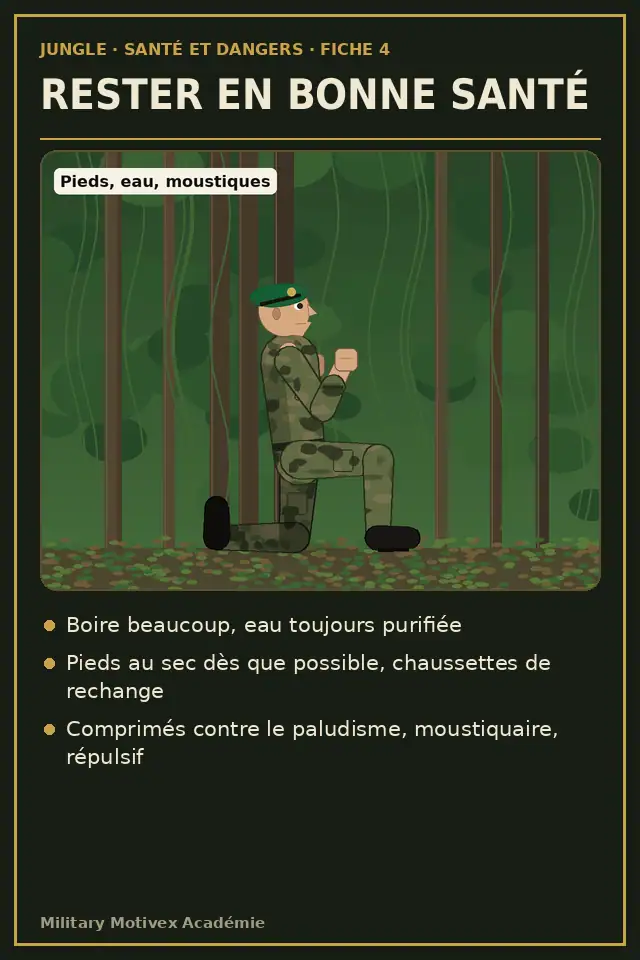 JUNGLE · SANTÉ ET DANGERS · FICHE 4
RESTER EN BONNE SANTÉ
Pieds, eau, moustiques
Boire beaucoup, eau toujours purifiée
Pieds au sec dès que possible, chaussettes de
rechange
Comprimés contre le paludisme, moustiquaire,
répulsif
Military Motivex Académie